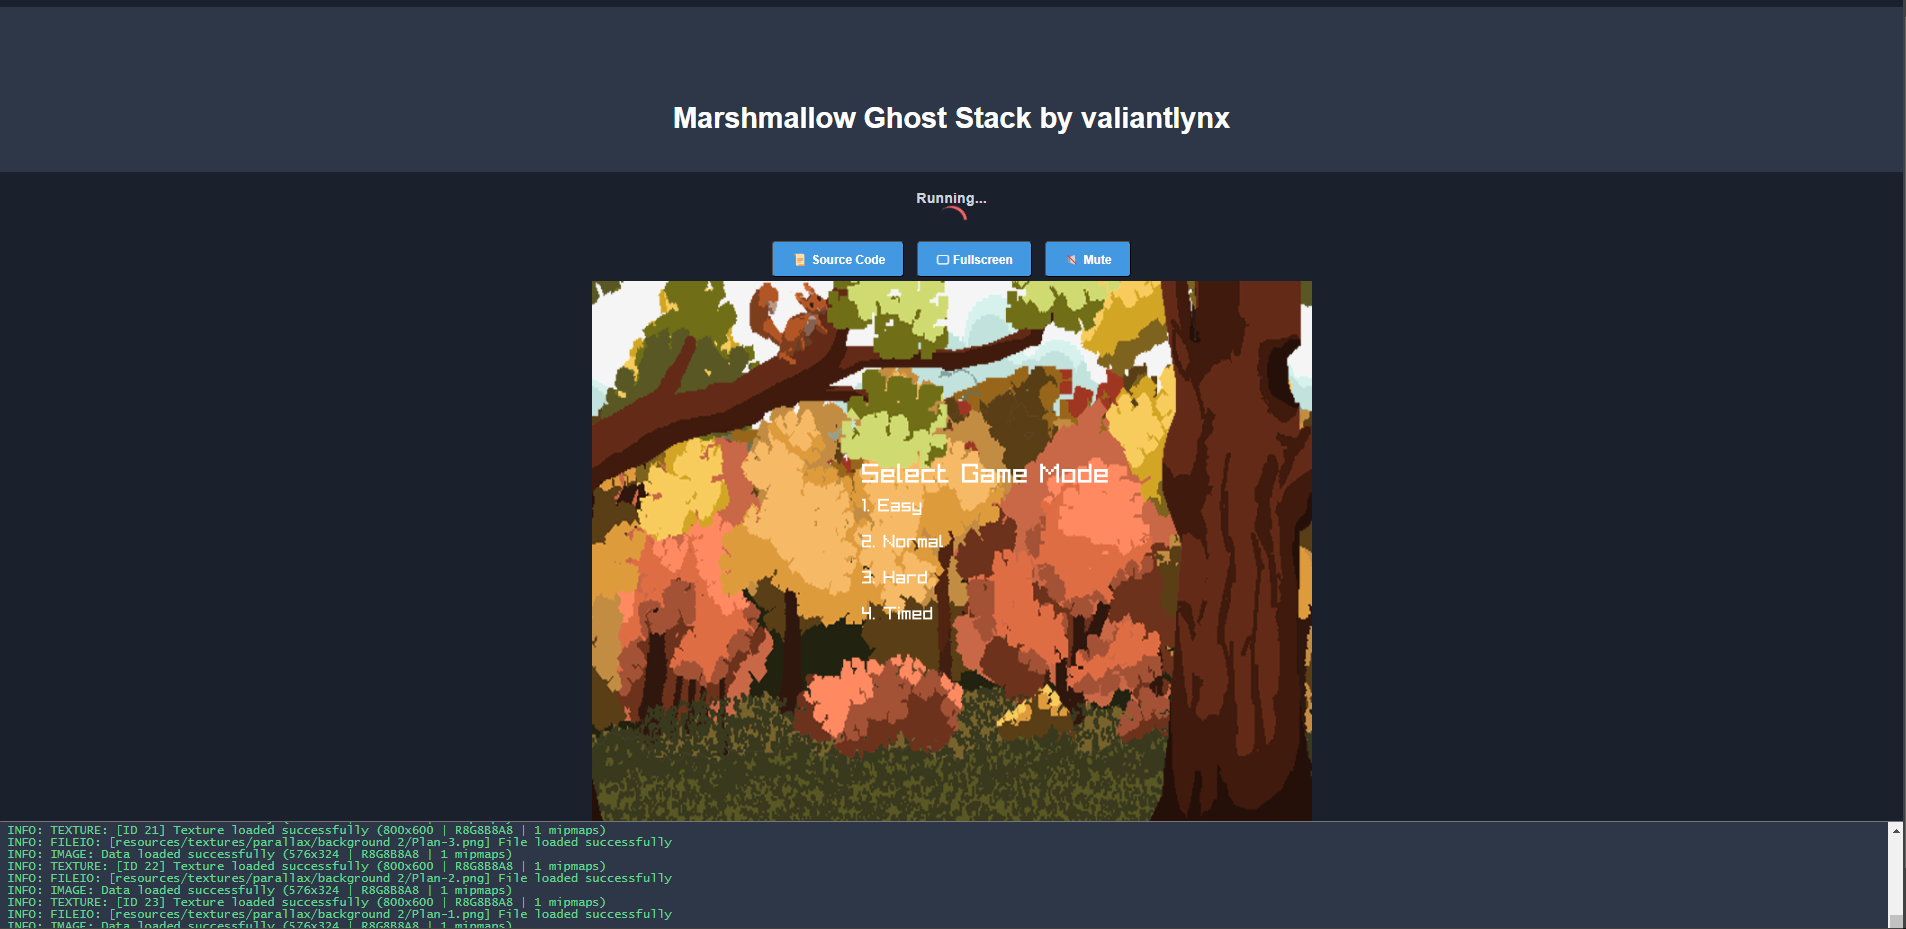 Marshmallow Ghost Stack by valiantlynx
Running...
Source Code
Fullscreen
Mute
Select Game Mode
1. Easy
2. Normal
3. Hard
4. Timed
INFO: TEXTURE: [ID 21] Texture loaded successfully (800x600 | R8G8B8A8 | 1 mipmaps)
INFO: FILEIO: [resources/textures/parallax/background 2/Plan-3.png] File loaded successfully
INFO: IMAGE: Data loaded successfully (576x324 | R8G8B8A8 | 1 mipmaps)
INFO: TEXTURE: [ID 22] Texture loaded successfully (800x600 | R8G8B8A8 | 1 mipmaps)
INFO: FILEIO: [resources/textures/parallax/background 2/Plan-2.png] File loaded successfully
INFO: IMAGE: Data loaded successfully (576x324 | R8G8B8A8 | 1 mipmaps)
INFO: TEXTURE: [ID 23] Texture loaded successfully (800x600 | R8G8B8A8 | 1 mipmaps)
INFO: FILEIO: [resources/textures/parallax/background 2/Plan-1.png] File loaded successfully
INFO: IMAGE: Data loaded successfully (576x324 | R8G8B8A8 | 1 mipmaps)